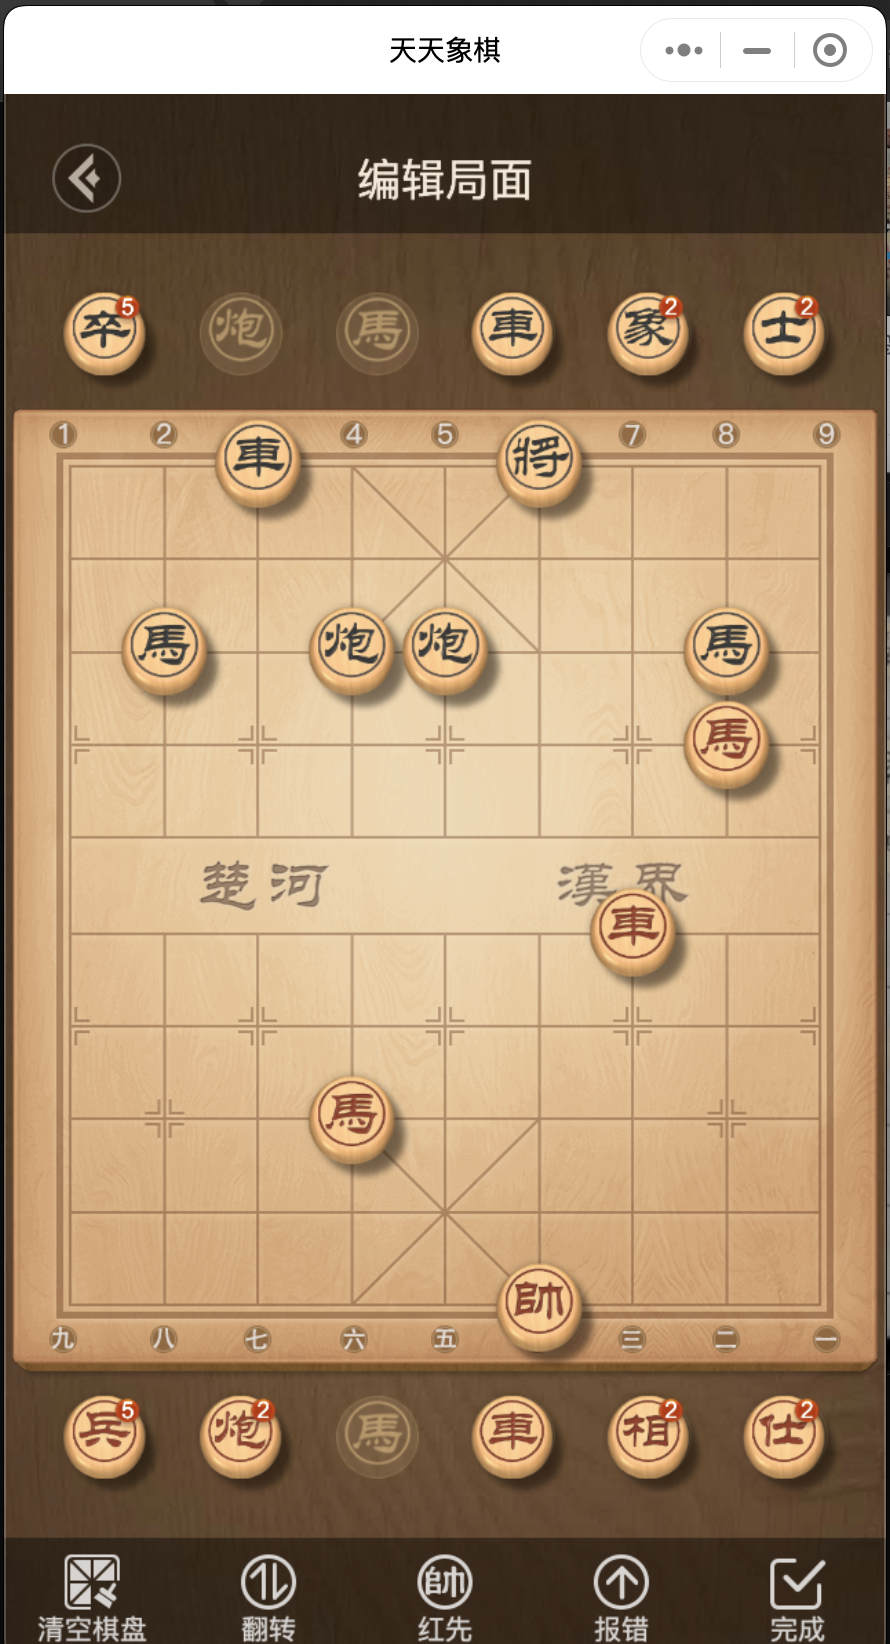 天天象棋
编辑局面
卒 5 炮 馬 車 象 2 士 2
1 2 車 4 5 將 7 8 9
馬 炮 炮 馬
馬
楚河 漢界
車
馬
帥
九 八 七 六 五 三 二 一
兵 5 炮 2 馬 車 相 2 仕 2
帥
清空棋盘 翻转 红先 报错 完成